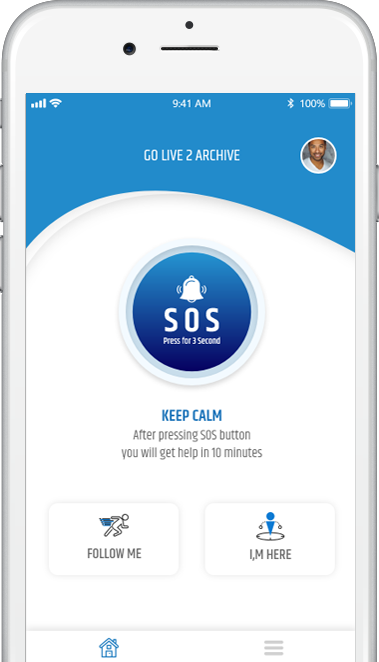 9:41 AM 100%
GO LIVE 2 ARCHIVE
SOS
Press for 3 Second
KEEP CALM
After pressing SOS button
you will get help in 10 minutes
FOLLOW ME
I,M HERE